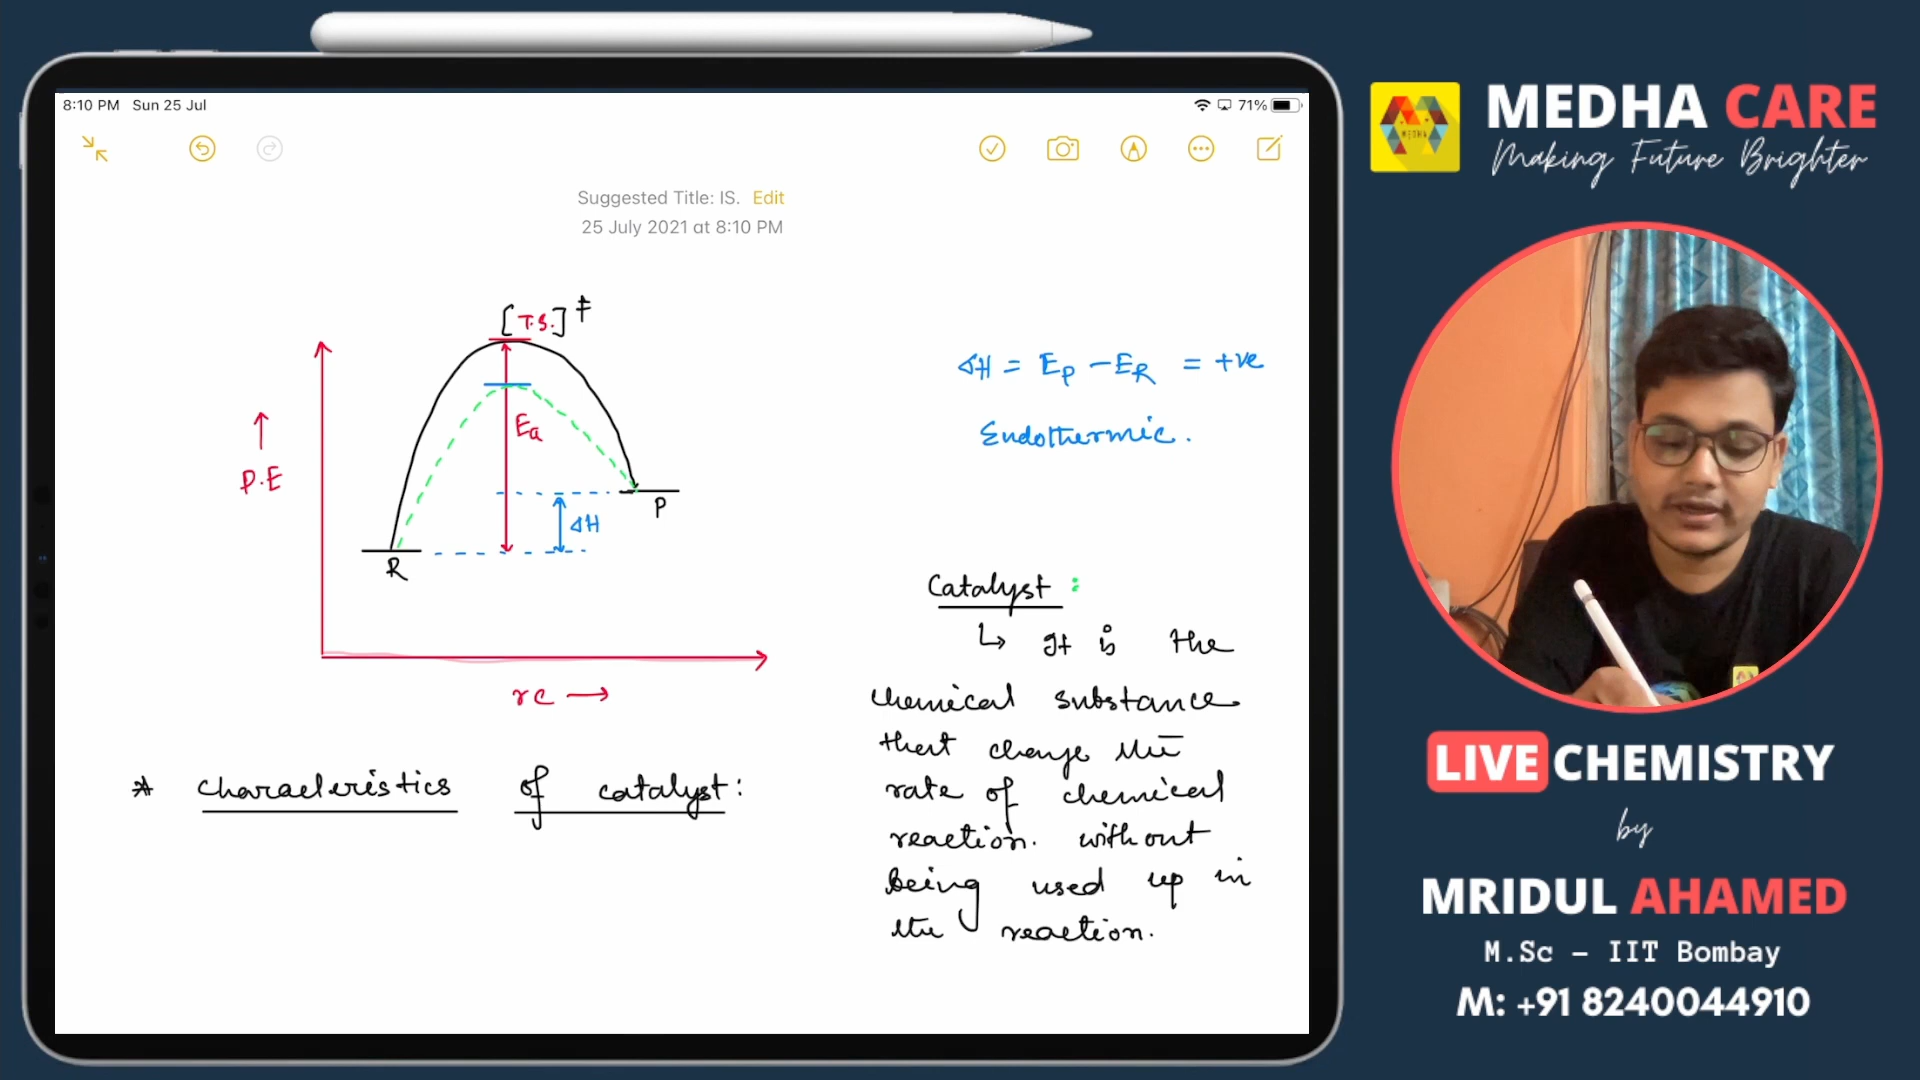 8:10 PM Sun 25 Jul
71%
Suggested Title: IS. Edit
25 July 2021 at 8:10 PM
[T.S.]‡
P.E
Ea
ΔH
R
P
rc →
ΔH = EP - ER = +ve
Endothermic.
Catalyst :
↳ It is the
chemical substance
that change the
rate of chemical
reaction. without
being used up in
the reaction.
* characteristics of catalyst:
MEDHA CARE
Making Future Brighter
MEDHA
LIVE CHEMISTRY
by
MRIDUL AHAMED
M.Sc – IIT Bombay
M: +91 8240044910